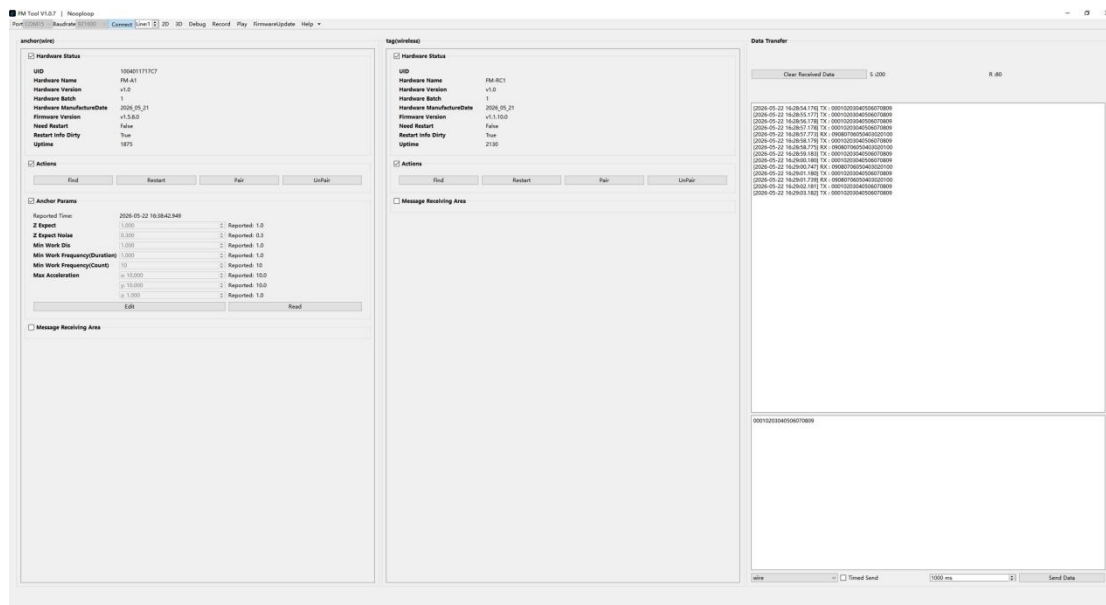 FM Tool V1.0.7 | Nooploop
Port COM15 Baudrate 921600 Connect Line:1 2D 3D Debug Record Play FirmwareUpdate Help
anchor(wire)
Hardware Status
UID 1004011717C7
Hardware Name FM-A1
Hardware Version v1.0
Hardware Batch 1
Hardware ManufactureDate 2026_05_21
Firmware Version v1.5.6.0
Need Restart False
Restart Info Dirty True
Uptime 1875
Actions
Find Restart Pair UnPair
Anchor Params
Reported Time: 2026-05-22 16:38:42.949
Z Expect 1.000 Reported: 1.0
Z Expect Noise 0.300 Reported: 0.3
Min Work Dis 1.000 Reported: 1.0
Min Work Frequency(Duration) 1.000 Reported: 1.0
Min Work Frequency(Count) 10 Reported: 10
Max Acceleration x: 10.000 Reported: 10.0
y: 10.000 Reported: 10.0
z: 1.000 Reported: 1.0
Edit Read
Message Receiving Area
tag(wireless)
Hardware Status
UID
Hardware Name FM-RC1
Hardware Version v1.0
Hardware Batch 1
Hardware ManufactureDate 2026_05_21
Firmware Version v1.1.10.0
Need Restart False
Restart Info Dirty True
Uptime 2130
Actions
Find Restart Pair UnPair
Message Receiving Area
Data Transfer
Clear Received Data S :200 R :80
[2026-05-22 16:28:54.176] TX : 00010203040506070809
[2026-05-22 16:28:55.177] TX : 00010203040506070809
[2026-05-22 16:28:56.178] TX : 00010203040506070809
[2026-05-22 16:28:57.178] TX : 00010203040506070809
[2026-05-22 16:28:57.773] RX : 09080706050403020100
[2026-05-22 16:28:58.179] TX : 00010203040506070809
[2026-05-22 16:28:58.775] RX : 09080706050403020100
[2026-05-22 16:28:59.180] TX : 00010203040506070809
[2026-05-22 16:29:00.180] TX : 00010203040506070809
[2026-05-22 16:29:00.747] RX : 09080706050403020100
[2026-05-22 16:29:01.180] TX : 00010203040506070809
[2026-05-22 16:29:01.739] RX : 09080706050403020100
[2026-05-22 16:29:02.181] TX : 00010203040506070809
[2026-05-22 16:29:03.182] TX : 00010203040506070809
00010203040506070809
wire Timed Send 1000 ms Send Data